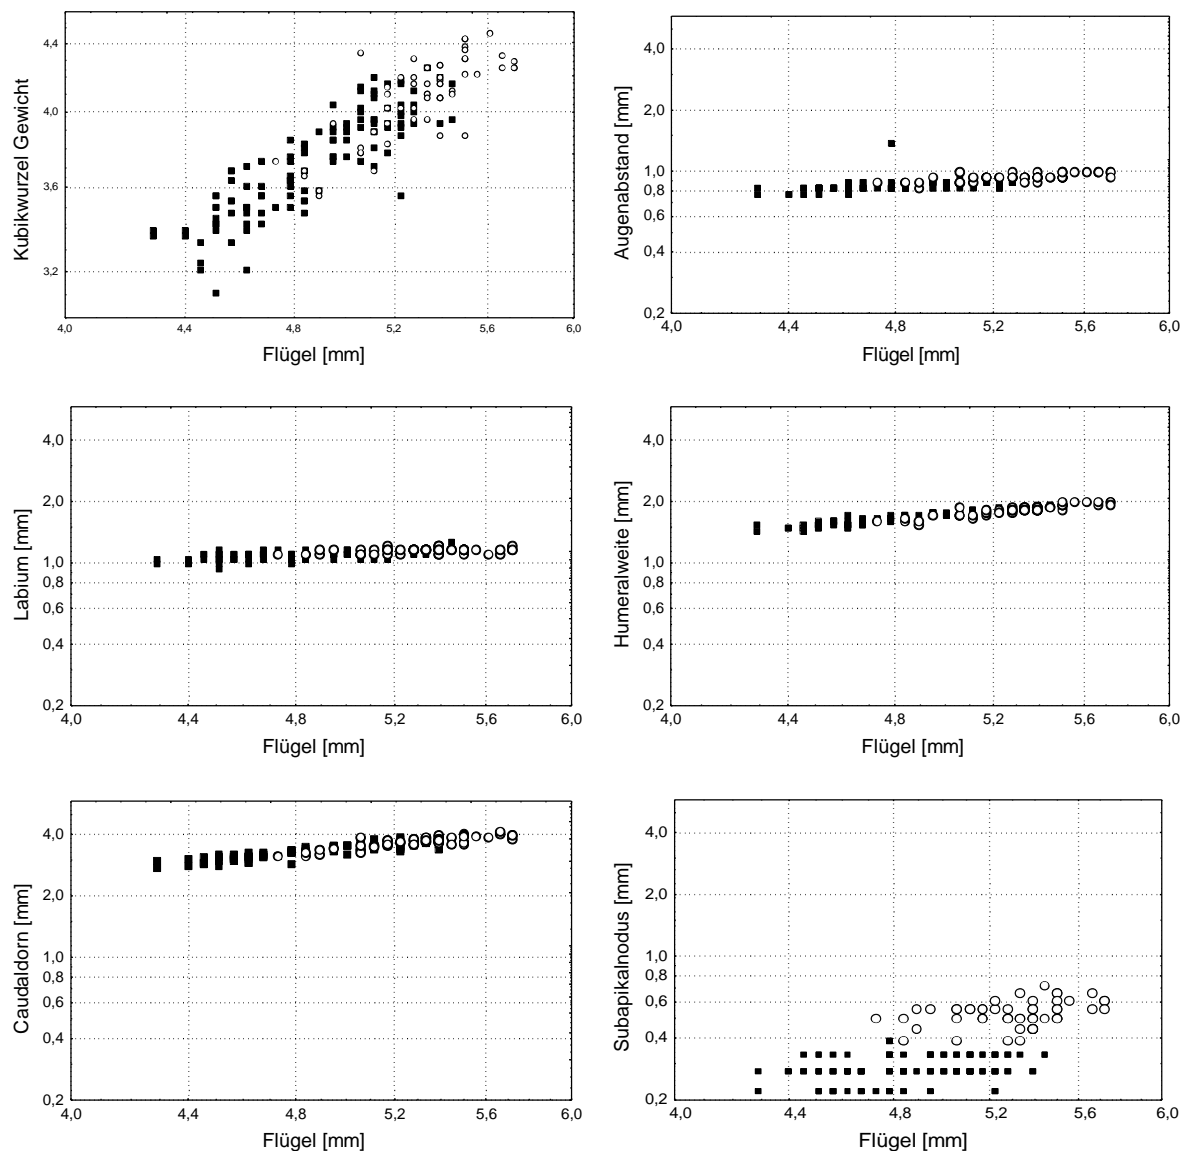 4,4
4,0
3,6
3,2
Kubikwurzel Gewicht
4,0 4,4 4,8 5,2 5,6 6,0
Flügel [mm]
4,0
2,0
1,0
0,8
0,6
0,4
0,2
Augenabstand [mm]
4,0 4,4 4,8 5,2 5,6 6,0
Flügel [mm]
4,0
2,0
1,0
0,8
0,6
0,4
0,2
Labium [mm]
4,0 4,4 4,8 5,2 5,6 6,0
Flügel [mm]
4,0
2,0
1,0
0,8
0,6
0,4
0,2
Humeralweite [mm]
4,0 4,4 4,8 5,2 5,6 6,0
Flügel [mm]
4,0
2,0
1,0
0,8
0,6
0,4
0,2
Caudaldorn [mm]
4,0 4,4 4,8 5,2 5,6 6,0
Flügel [mm]
4,0
2,0
1,0
0,8
0,6
0,4
0,2
Subapikalnodus [mm]
4,0 4,4 4,8 5,2 5,6 6,0
Flügel [mm]